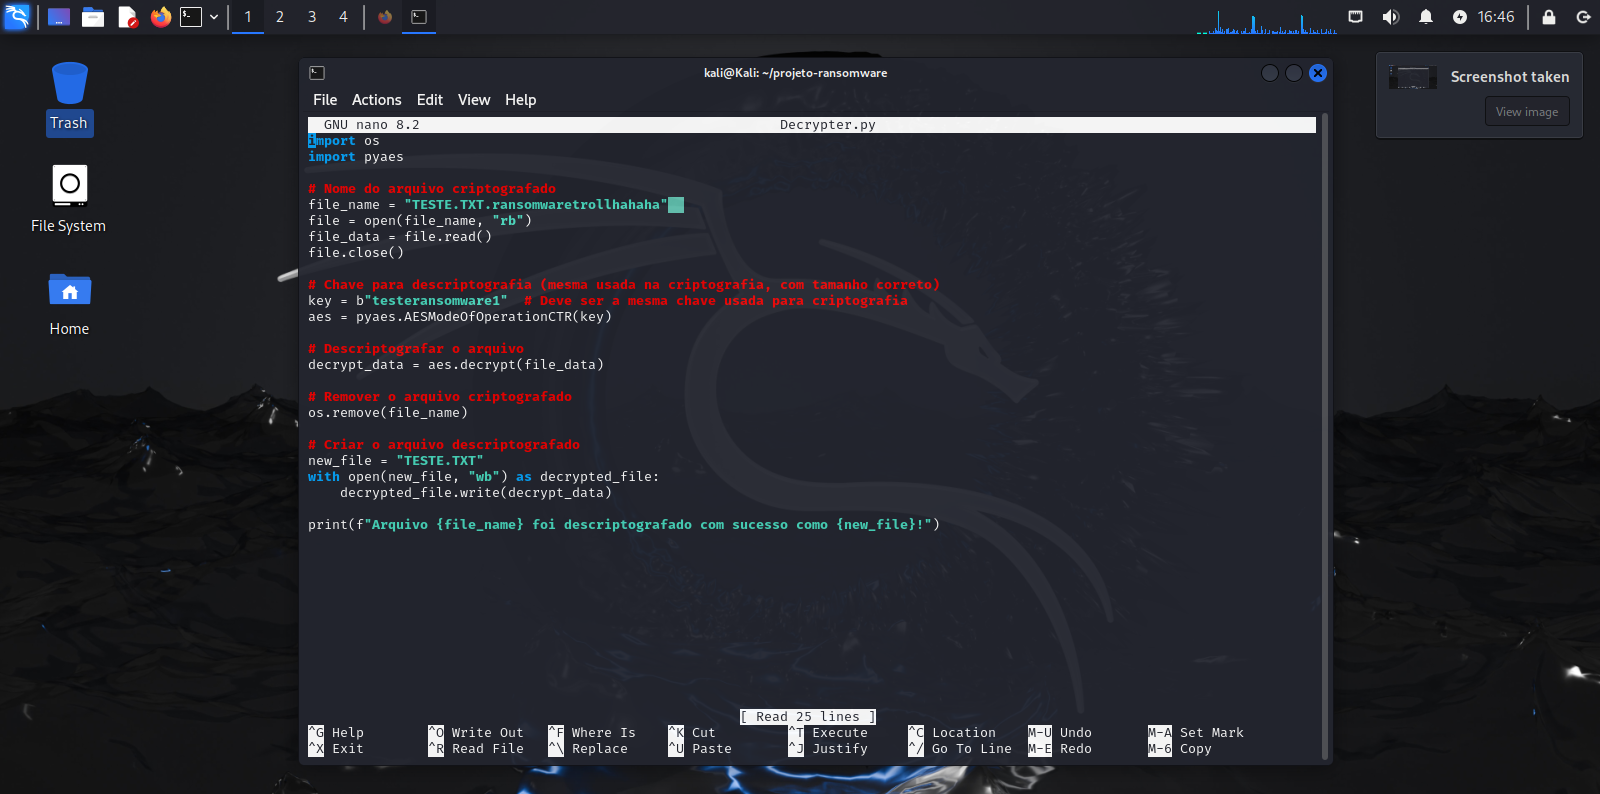 1 2 3 4
16:46
Trash
File System
Home
Screenshot taken
View image
kali@Kali: ~/projeto-ransomware
File Actions Edit View Help
GNU nano 8.2 Decrypter.py
import os
import pyaes
# Nome do arquivo criptografado
file_name = "TESTE.TXT.ransomwaretrollhahaha"
file = open(file_name, "rb")
file_data = file.read()
file.close()
# Chave para descriptografia (mesma usada na criptografia, com tamanho correto)
key = b"testeransomware1"  # Deve ser a mesma chave usada para criptografia
aes = pyaes.AESModeOfOperationCTR(key)
# Descriptografar o arquivo
decrypt_data = aes.decrypt(file_data)
# Remover o arquivo criptografado
os.remove(file_name)
# Criar o arquivo descriptografado
new_file = "TESTE.TXT"
with open(new_file, "wb") as decrypted_file:
    decrypted_file.write(decrypt_data)
print(f"Arquivo {file_name} foi descriptografado com sucesso como {new_file}!")
[ Read 25 lines ]
^G Help ^O Write Out ^F Where Is ^K Cut ^T Execute ^C Location M-U Undo M-A Set Mark
^X Exit ^R Read File ^\ Replace ^U Paste ^J Justify ^/ Go To Line M-E Redo M-6 Copy